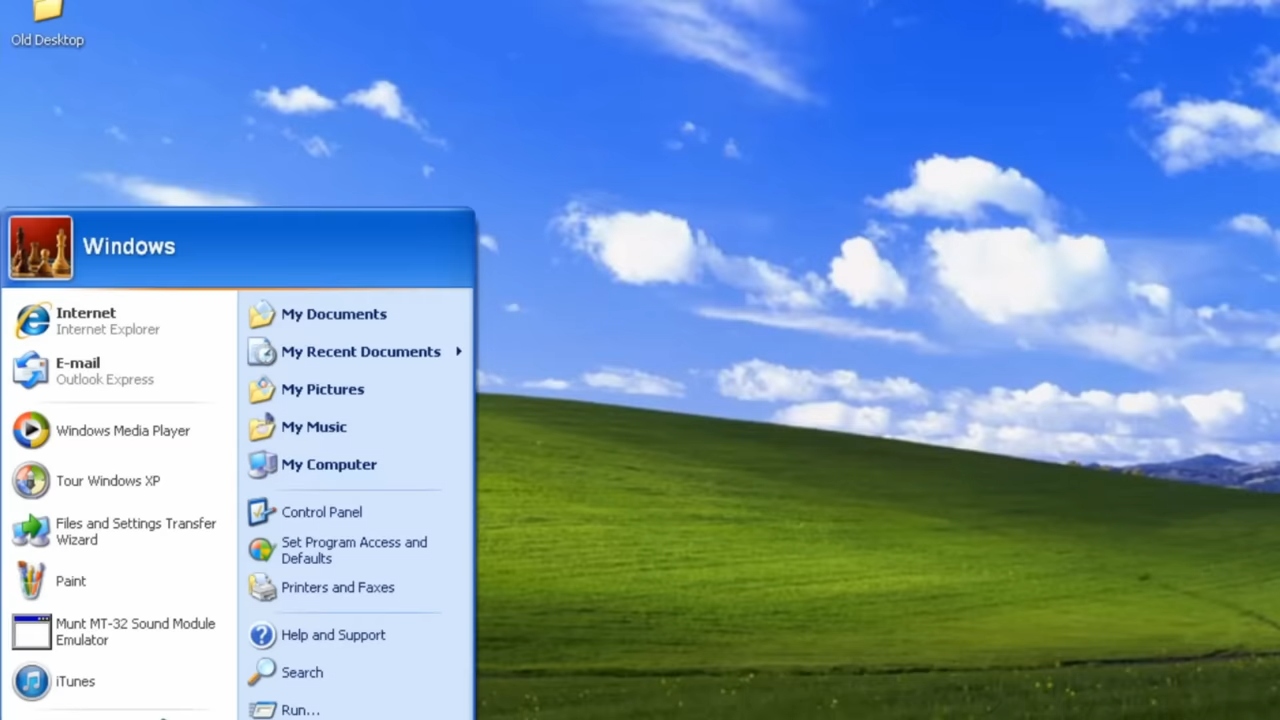 Old Desktop
Windows
Internet
Internet Explorer
E-mail
Outlook Express
Windows Media Player
Tour Windows XP
Files and Settings Transfer
Wizard
Paint
Munt MT-32 Sound Module
Emulator
iTunes
My Documents
My Recent Documents
My Pictures
My Music
My Computer
Control Panel
Set Program Access and
Defaults
Printers and Faxes
Help and Support
Search
Run...